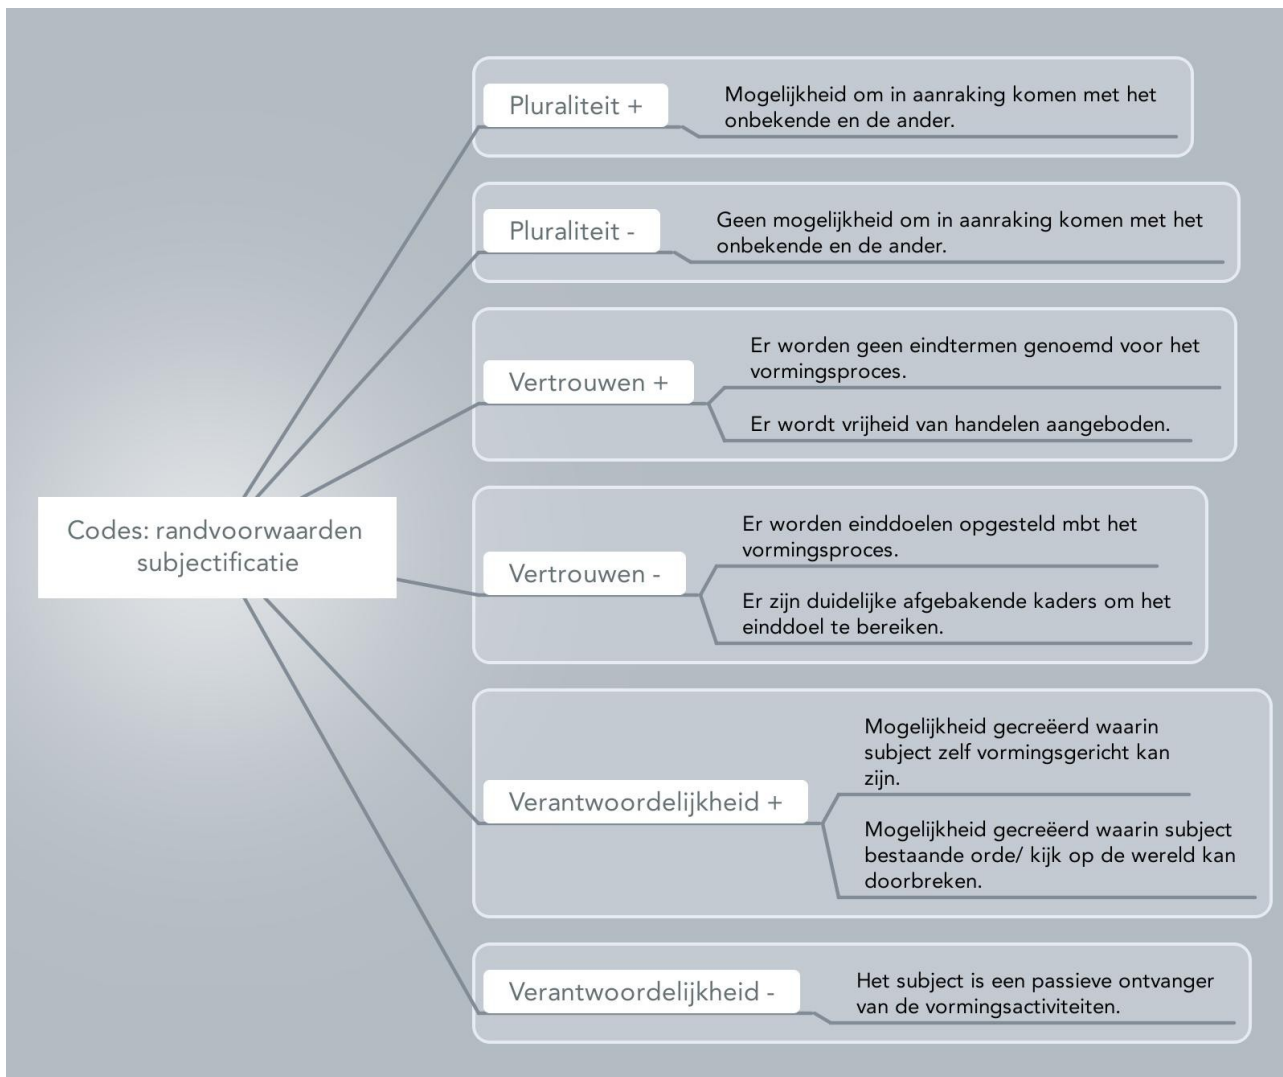 Codes: randvoorwaarden
subjectificatie
Pluraliteit +
Mogelijkheid om in aanraking komen met het
onbekende en de ander.
Pluraliteit -
Geen mogelijkheid om in aanraking komen met het
onbekende en de ander.
Vertrouwen +
Er worden geen eindtermen genoemd voor het
vormingsproces.
Er wordt vrijheid van handelen aangeboden.
Vertrouwen -
Er worden einddoelen opgesteld mbt het
vormingsproces.
Er zijn duidelijke afgebakende kaders om het
einddoel te bereiken.
Verantwoordelijkheid +
Mogelijkheid gecreëerd waarin
subject zelf vormingsgericht kan
zijn.
Mogelijkheid gecreëerd waarin subject
bestaande orde/ kijk op de wereld kan
doorbreken.
Verantwoordelijkheid -
Het subject is een passieve ontvanger
van de vormingsactiviteiten.